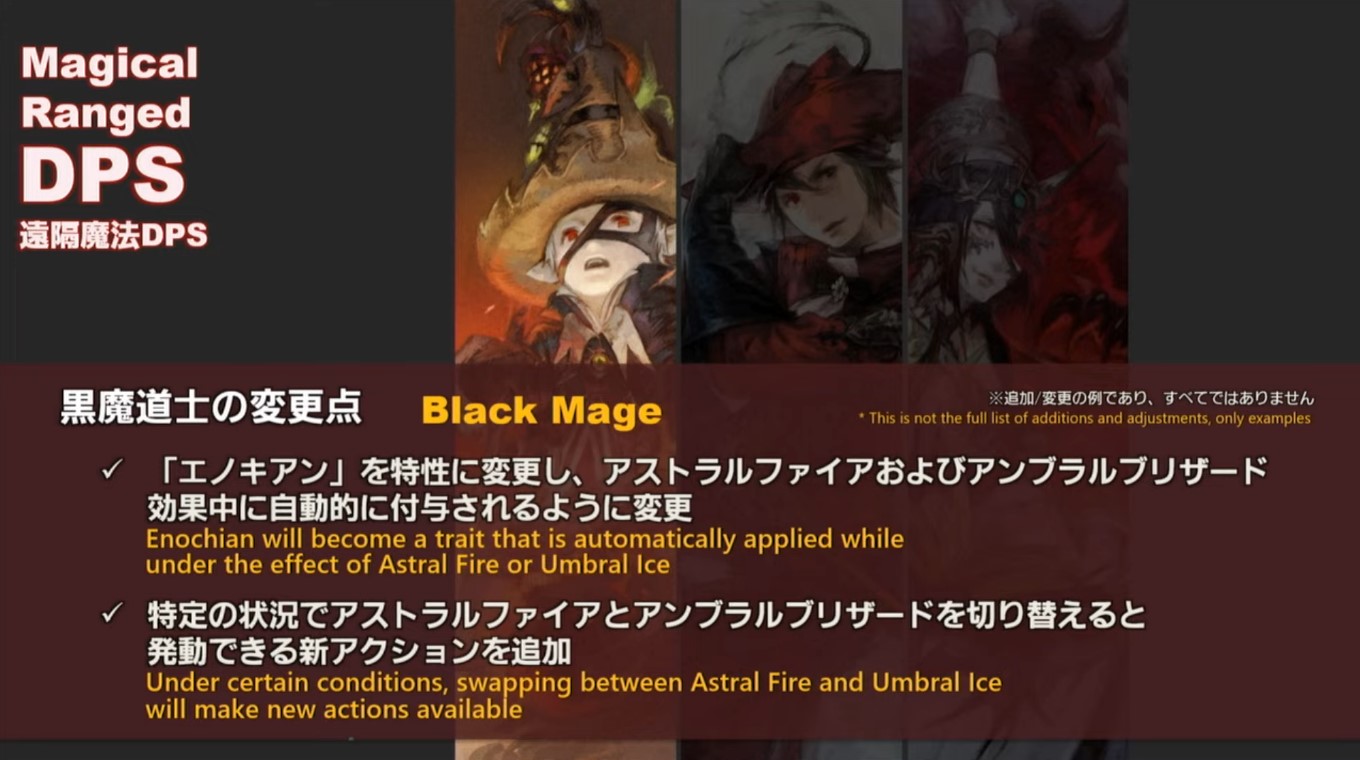 Magical
Ranged
DPS
遠隔魔法DPS
黒魔道士の変更点
Black Mage
※追加/変更の例であり、すべてではありません
* This is not the full list of additions and adjustments, only examples
✓ 「エノキアン」を特性に変更し、アストラルファイアおよびアンブラルブリザード
効果中に自動的に付与されるように変更
Enochian will become a trait that is automatically applied while
under the effect of Astral Fire or Umbral Ice
✓ 特定の状況でアストラルファイアとアンブラルブリザードを切り替えると
発動できる新アクションを追加
Under certain conditions, swapping between Astral Fire and Umbral Ice
will make new actions available